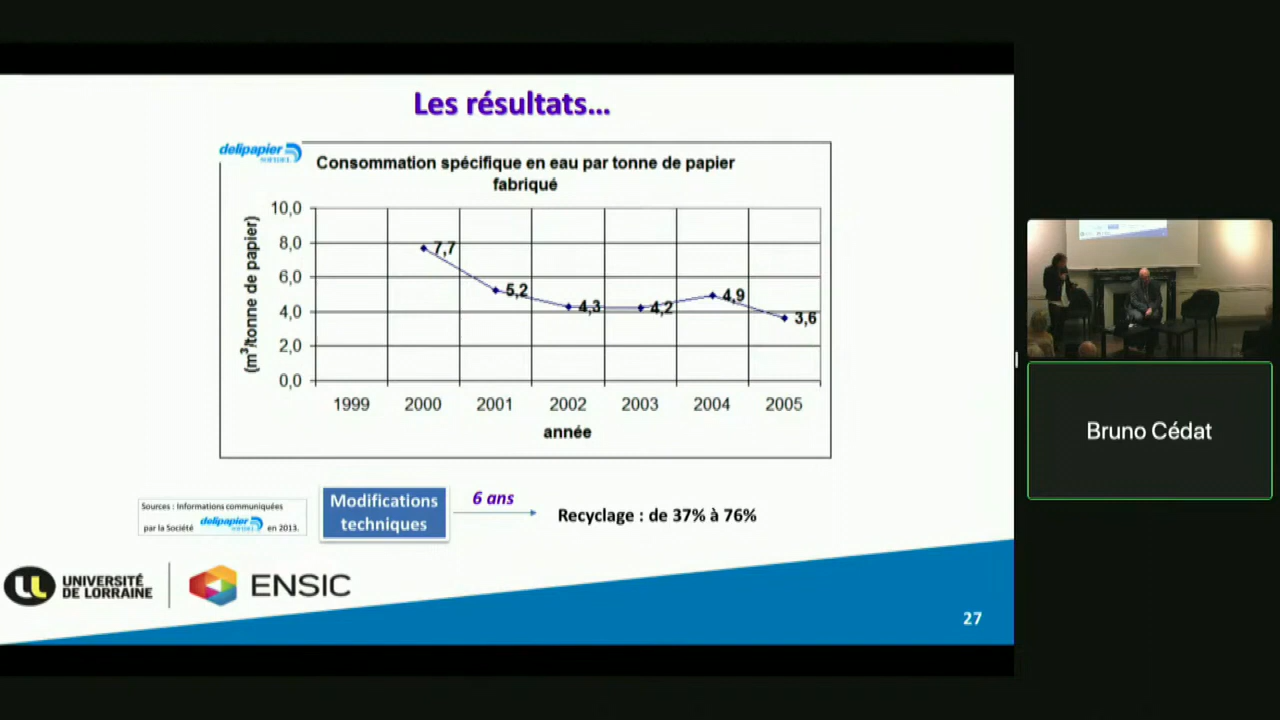 Les résultats...
delipapier
SOFIDEL
Consommation spécifique en eau par tonne de papier
fabriqué
(m³/tonne de papier)
10,0
8,0
6,0
4,0
2,0
0,0
7,7
5,2
4,3
4,2
4,9
3,6
1999 2000 2001 2002 2003 2004 2005
année
Sources : Informations communiquées
par la Société delipapier en 2013.
Modifications
techniques
6 ans
Recyclage : de 37% à 76%
UNIVERSITÉ
DE LORRAINE
ENSIC
27
Bruno Cédat